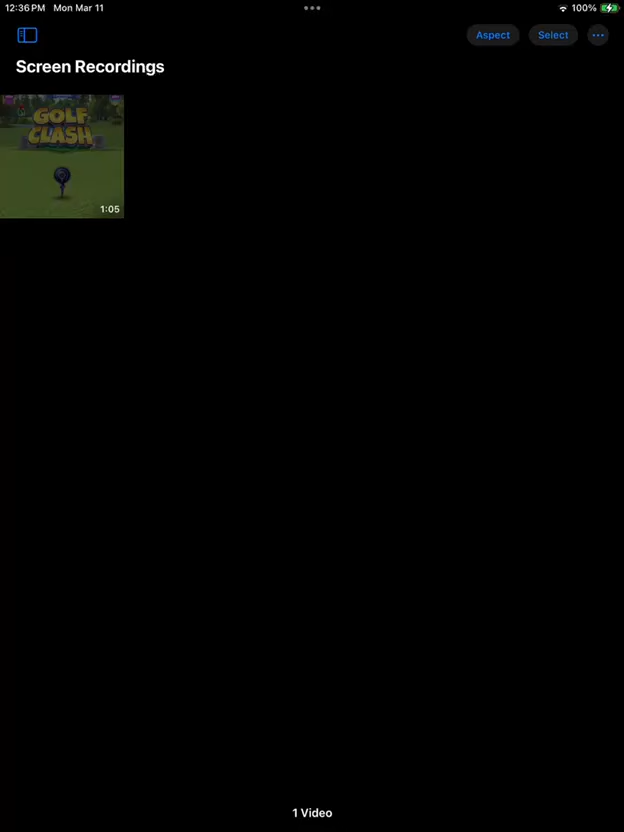 12:36 PM Mon Mar 11
100%
Aspect
Select
Screen Recordings
GOLF
CLASH
1:05
1 Video